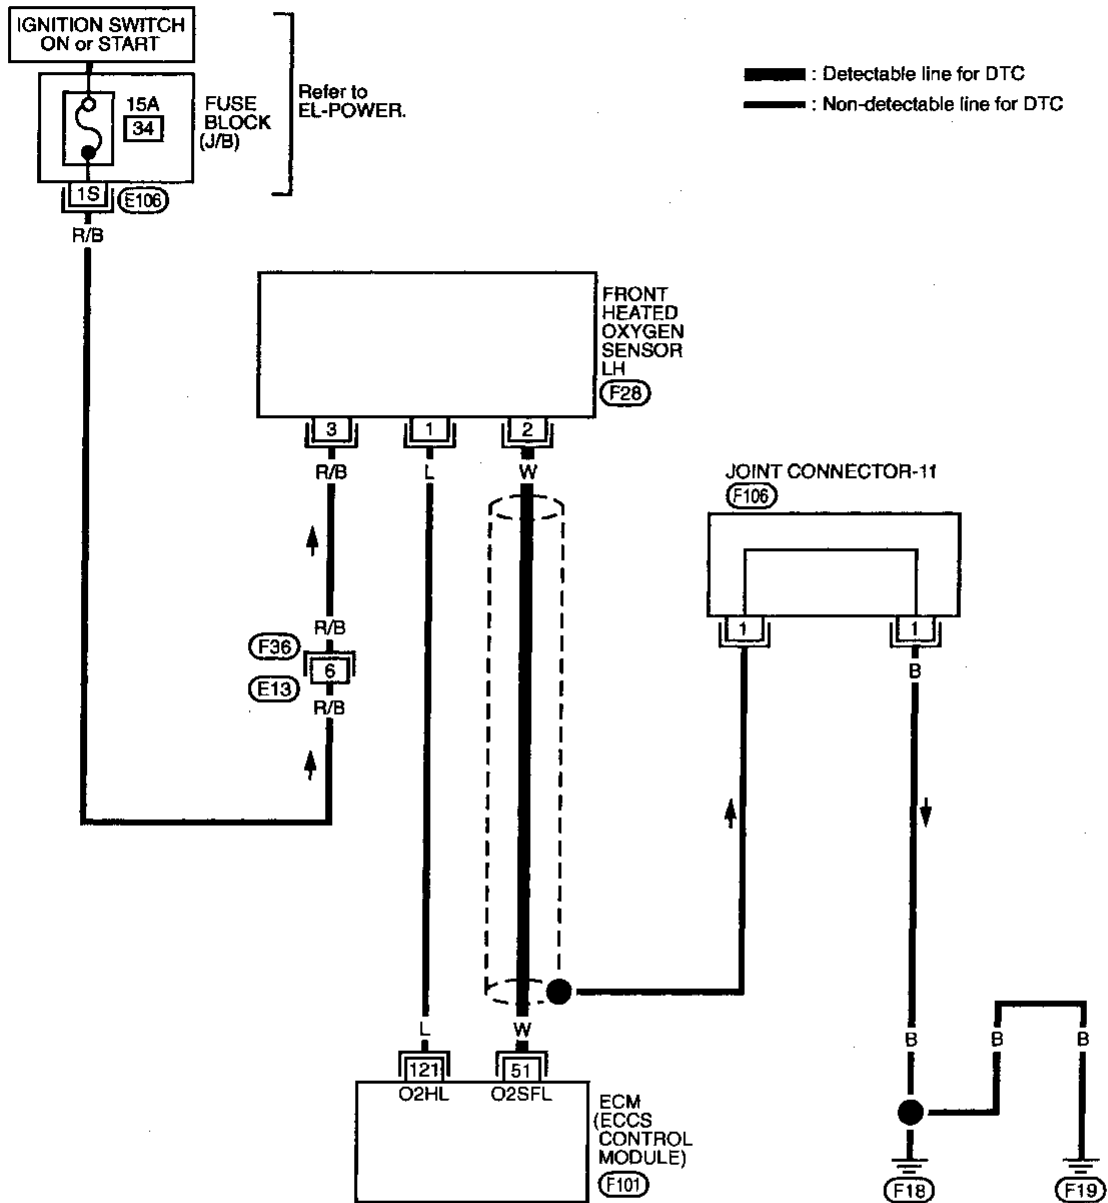 IGNITION SWITCH
ON or START
15A
34
FUSE
BLOCK
(J/B)
Refer to
EL-POWER.
1S
E106
R/B
: Detectable line for DTC
: Non-detectable line for DTC
FRONT
HEATED
OXYGEN
SENSOR
LH
F28
3
1
2
R/B
L
W
JOINT CONNECTOR-11
F106
1
1
B
R/B
F36
6
E13
R/B
L
W
B
B
B
121
51
O2HL
O2SFL
ECM
(ECCS
CONTROL
MODULE)
F101
F18
F19